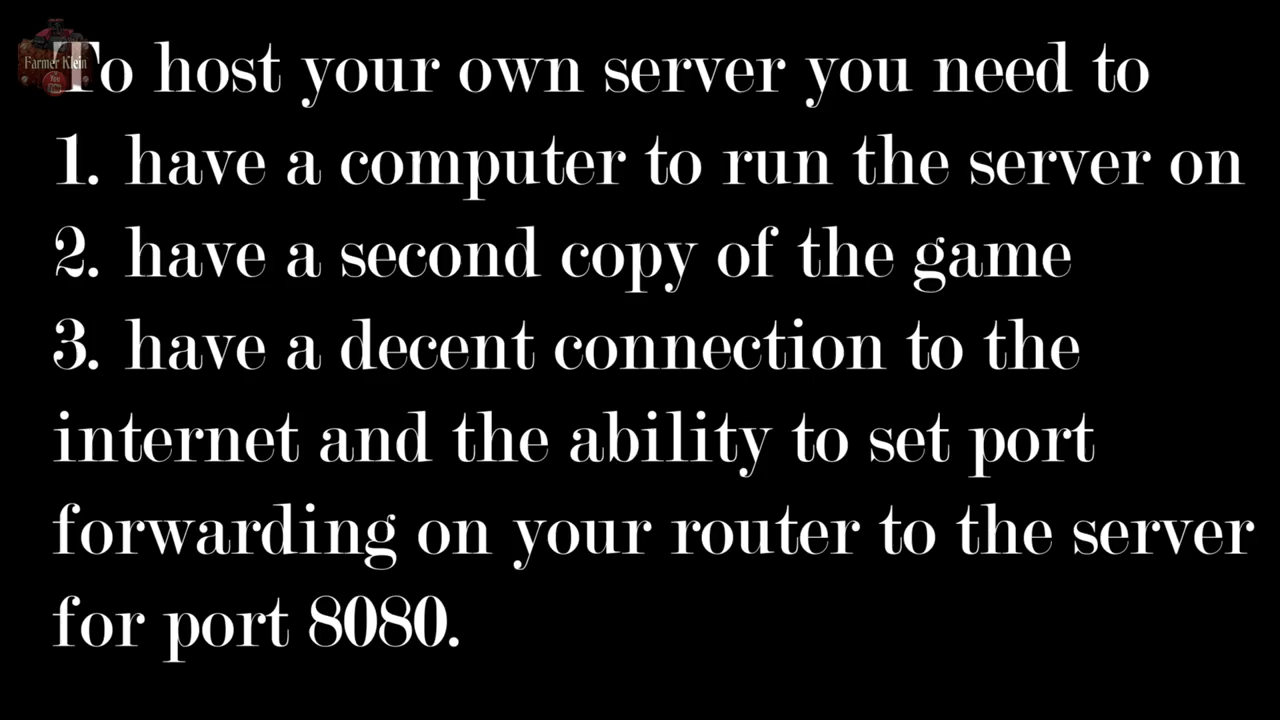 Farmer Klein
To host your own server you need to
1. have a computer to run the server on
2. have a second copy of the game
3. have a decent connection to the
internet and the ability to set port
forwarding on your router to the server
for port 8080.